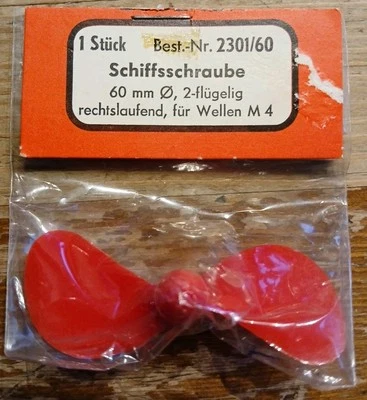 1 Stück Best.-Nr. 2301/60
Schiffsschraube
60 mm Ø, 2-flügelig
rechtslaufend, für Wellen M 4